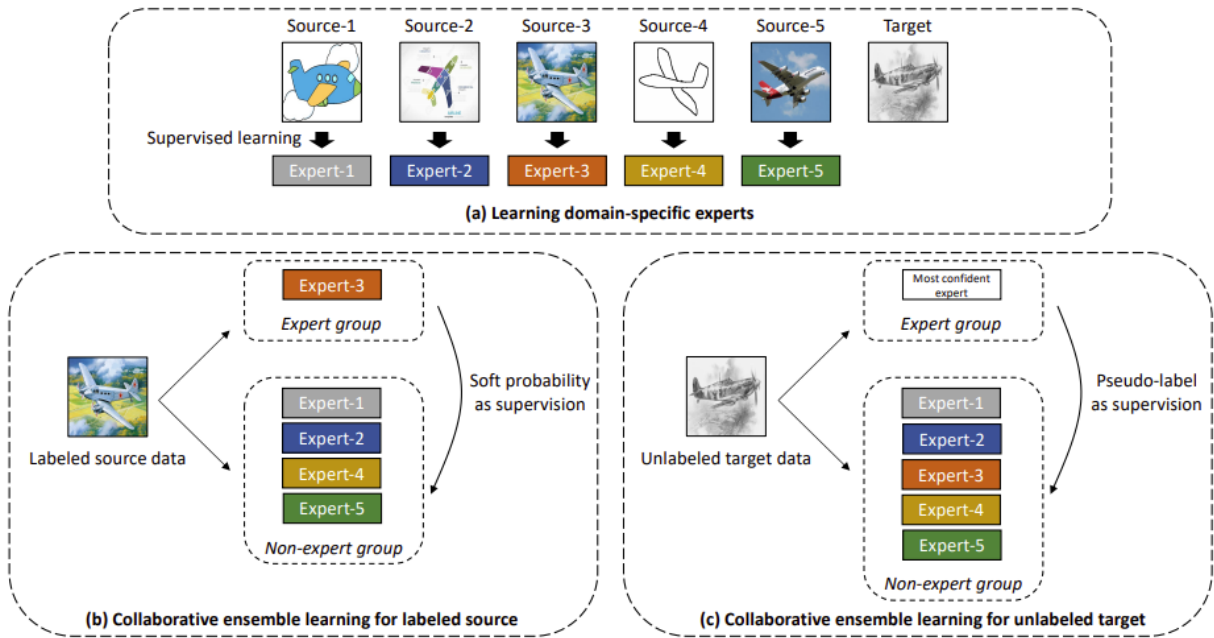 Source-1 Source-2 Source-3 Source-4 Source-5 Target
Supervised learning
Expert-1 Expert-2 Expert-3 Expert-4 Expert-5
(a) Learning domain-specific experts
Expert-3
Expert group
Labeled source data
Soft probability
as supervision
Expert-1
Expert-2
Expert-4
Expert-5
Non-expert group
(b) Collaborative ensemble learning for labeled source
Most confident
expert
Expert group
Unlabeled target data
Pseudo-label
as supervision
Expert-1
Expert-2
Expert-3
Expert-4
Expert-5
Non-expert group
(c) Collaborative ensemble learning for unlabeled target